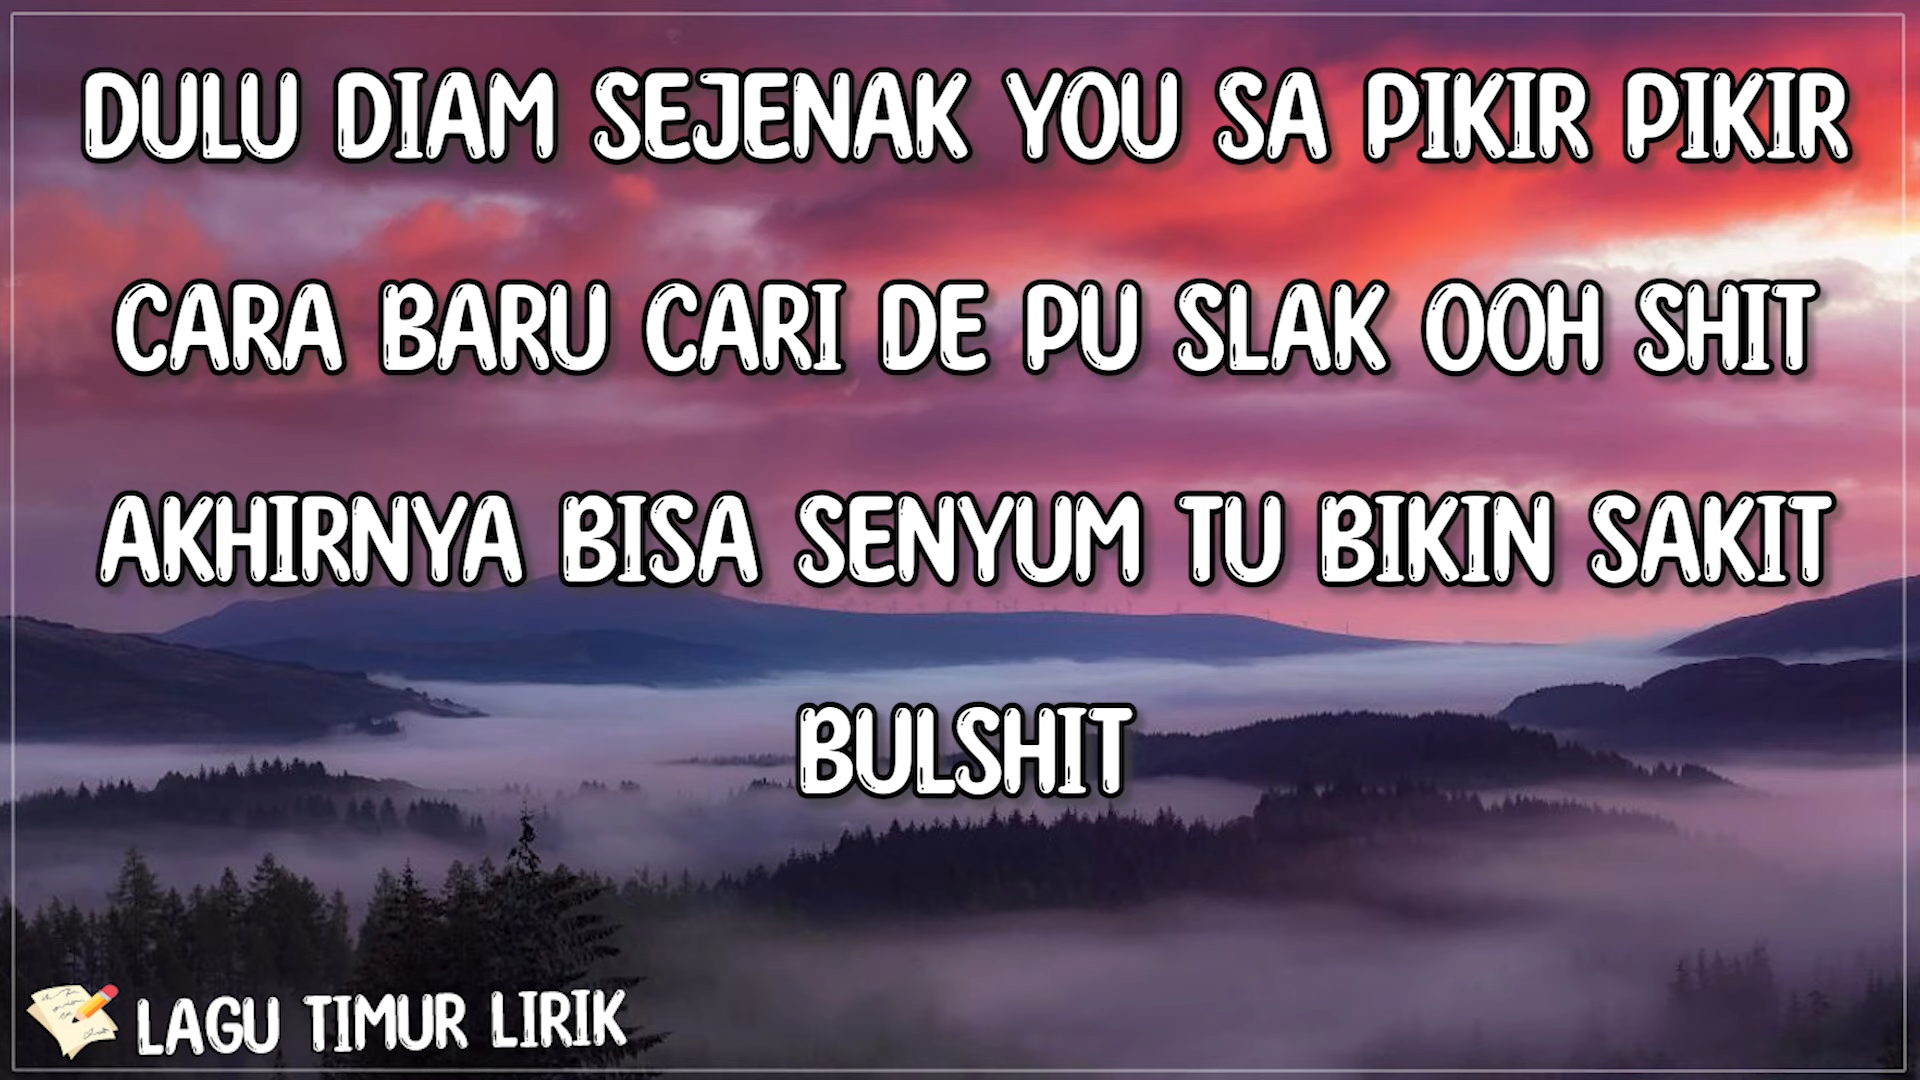 DULU DIAM SEJENAK YOU SA PIKIR PIKIR
CARA BARU CARI DE PU SLAK OOH SHIT
AKHIRNYA BISA SENYUM TU BIKIN SAKIT
BULSHIT
LAGU TIMUR LIRIK